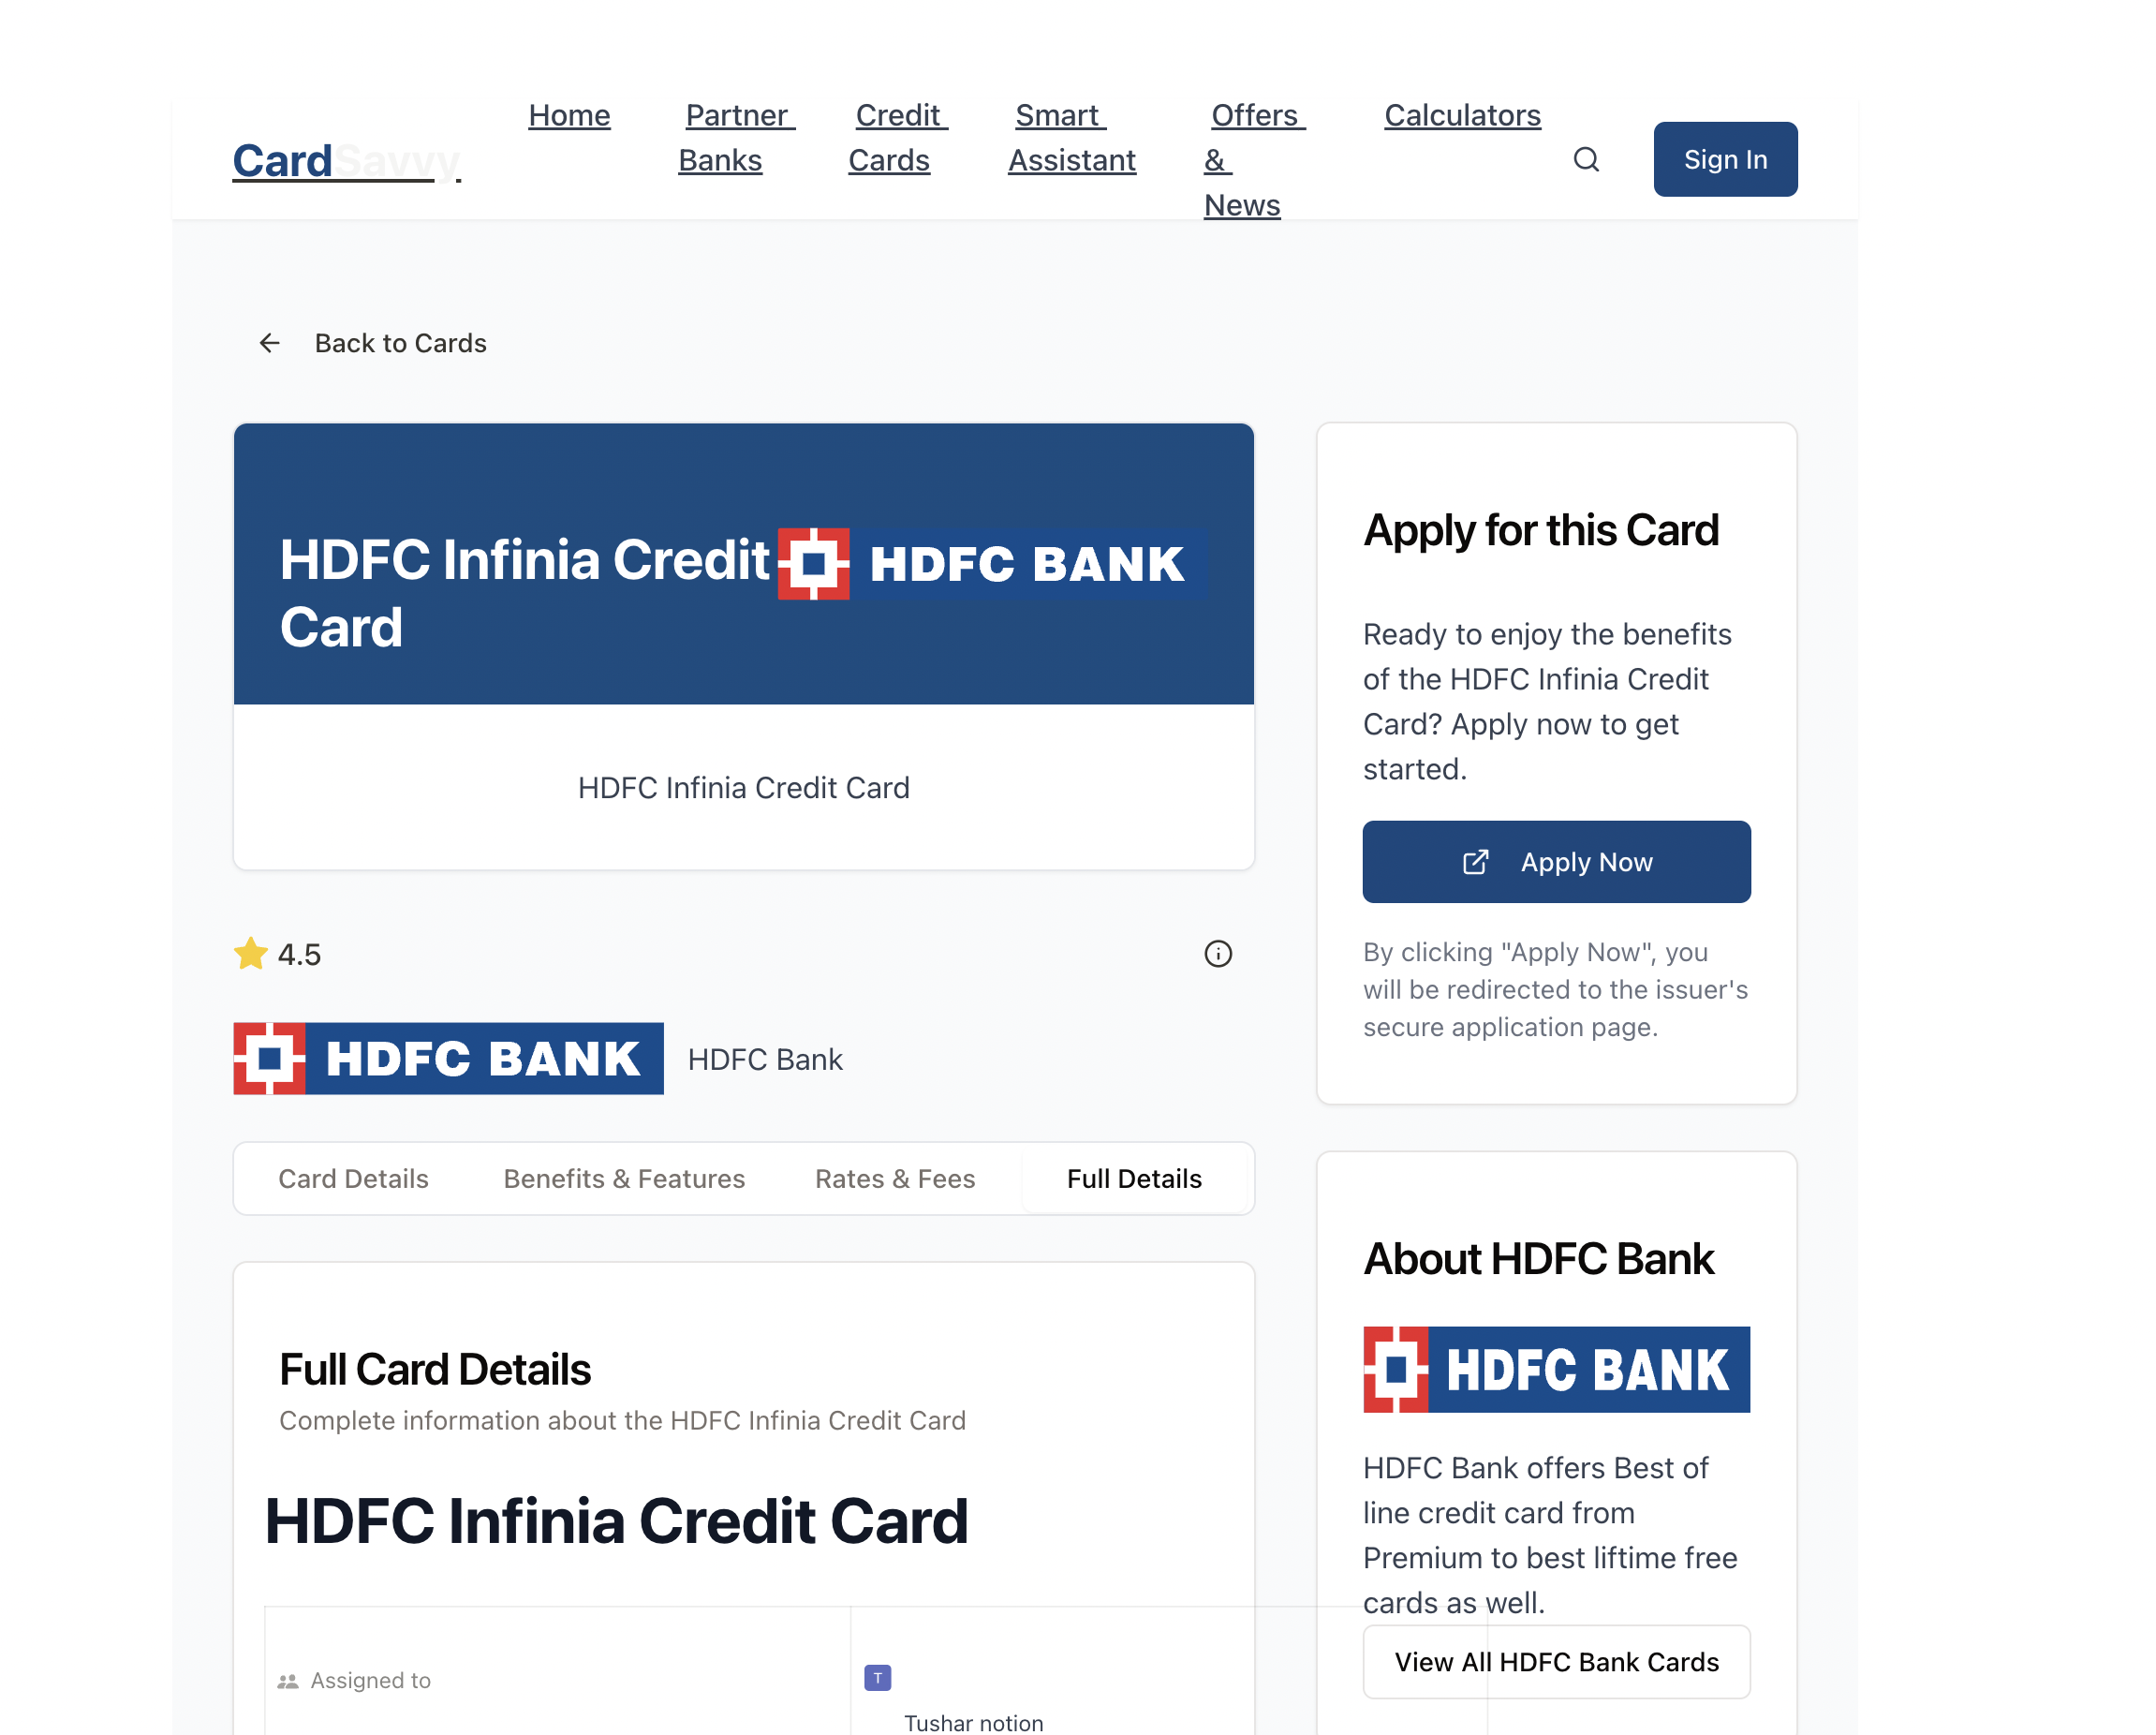 Home
Partner Banks
Credit Cards
Smart Assistant
Offers & News
Calculators
CardSavvy
Sign In
Back to Cards
HDFC Infinia Credit
Card
HDFC BANK
HDFC Infinia Credit Card
4.5
HDFC BANK
HDFC Bank
Card Details
Benefits & Features
Rates & Fees
Full Details
Full Card Details
Complete information about the HDFC Infinia Credit Card
HDFC Infinia Credit Card
Assigned to
T
Tushar notion
Apply for this Card
Ready to enjoy the benefits
of the HDFC Infinia Credit
Card? Apply now to get
started.
Apply Now
By clicking "Apply Now", you
will be redirected to the issuer's
secure application page.
About HDFC Bank
HDFC BANK
HDFC Bank offers Best of
line credit card from
Premium to best liftime free
cards as well.
View All HDFC Bank Cards